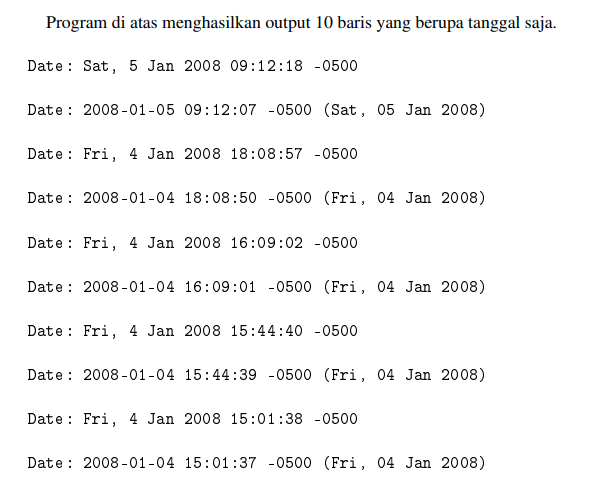 Program di atas menghasilkan output 10 baris yang berupa tanggal saja.
Date: Sat, 5 Jan 2008 09:12:18 -0500
Date: 2008-01-05 09:12:07 -0500 (Sat, 05 Jan 2008)
Date: Fri, 4 Jan 2008 18:08:57 -0500
Date: 2008-01-04 18:08:50 -0500 (Fri, 04 Jan 2008)
Date: Fri, 4 Jan 2008 16:09:02 -0500
Date: 2008-01-04 16:09:01 -0500 (Fri, 04 Jan 2008)
Date: Fri, 4 Jan 2008 15:44:40 -0500
Date: 2008-01-04 15:44:39 -0500 (Fri, 04 Jan 2008)
Date: Fri, 4 Jan 2008 15:01:38 -0500
Date: 2008-01-04 15:01:37 -0500 (Fri, 04 Jan 2008)